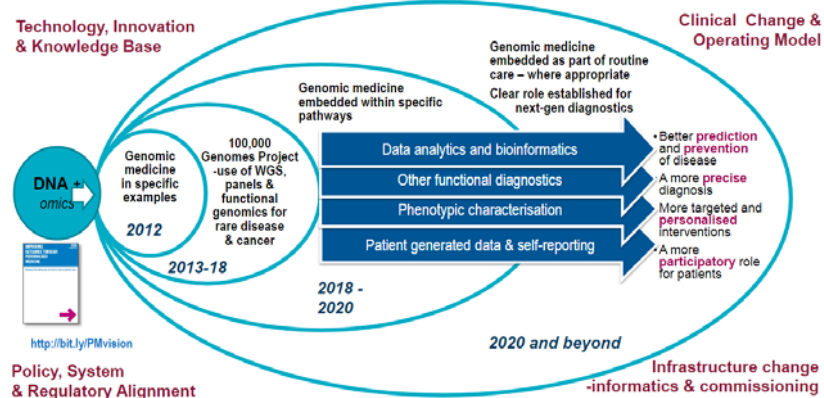 Technology, Innovation
& Knowledge Base
Clinical Change &
Operating Model
Genomic medicine
embedded as part of routine
care – where appropriate
Clear role established for
next-gen diagnostics
Genomic medicine
embedded within specific
pathways
100,000
Genomes Project
-use of WGS,
panels &
functional
genomics for
rare disease
& cancer
Genomic
medicine
in specific
examples
DNA +
omics
2012
2013-18
2018 -
2020
2020 and beyond
Data analytics and bioinformatics
Other functional diagnostics
Phenotypic characterisation
Patient generated data & self-reporting
•Better prediction
and prevention
of disease
•A more precise
diagnosis
•More targeted and
personalised
interventions
•A more
participatory role
for patients
IMPROVING
OUTCOMES THROUGH
PERSONALISED
MEDICINE
http://bit.ly/PMvision
Policy, System
& Regulatory Alignment
Infrastructure change
-informatics & commissioning